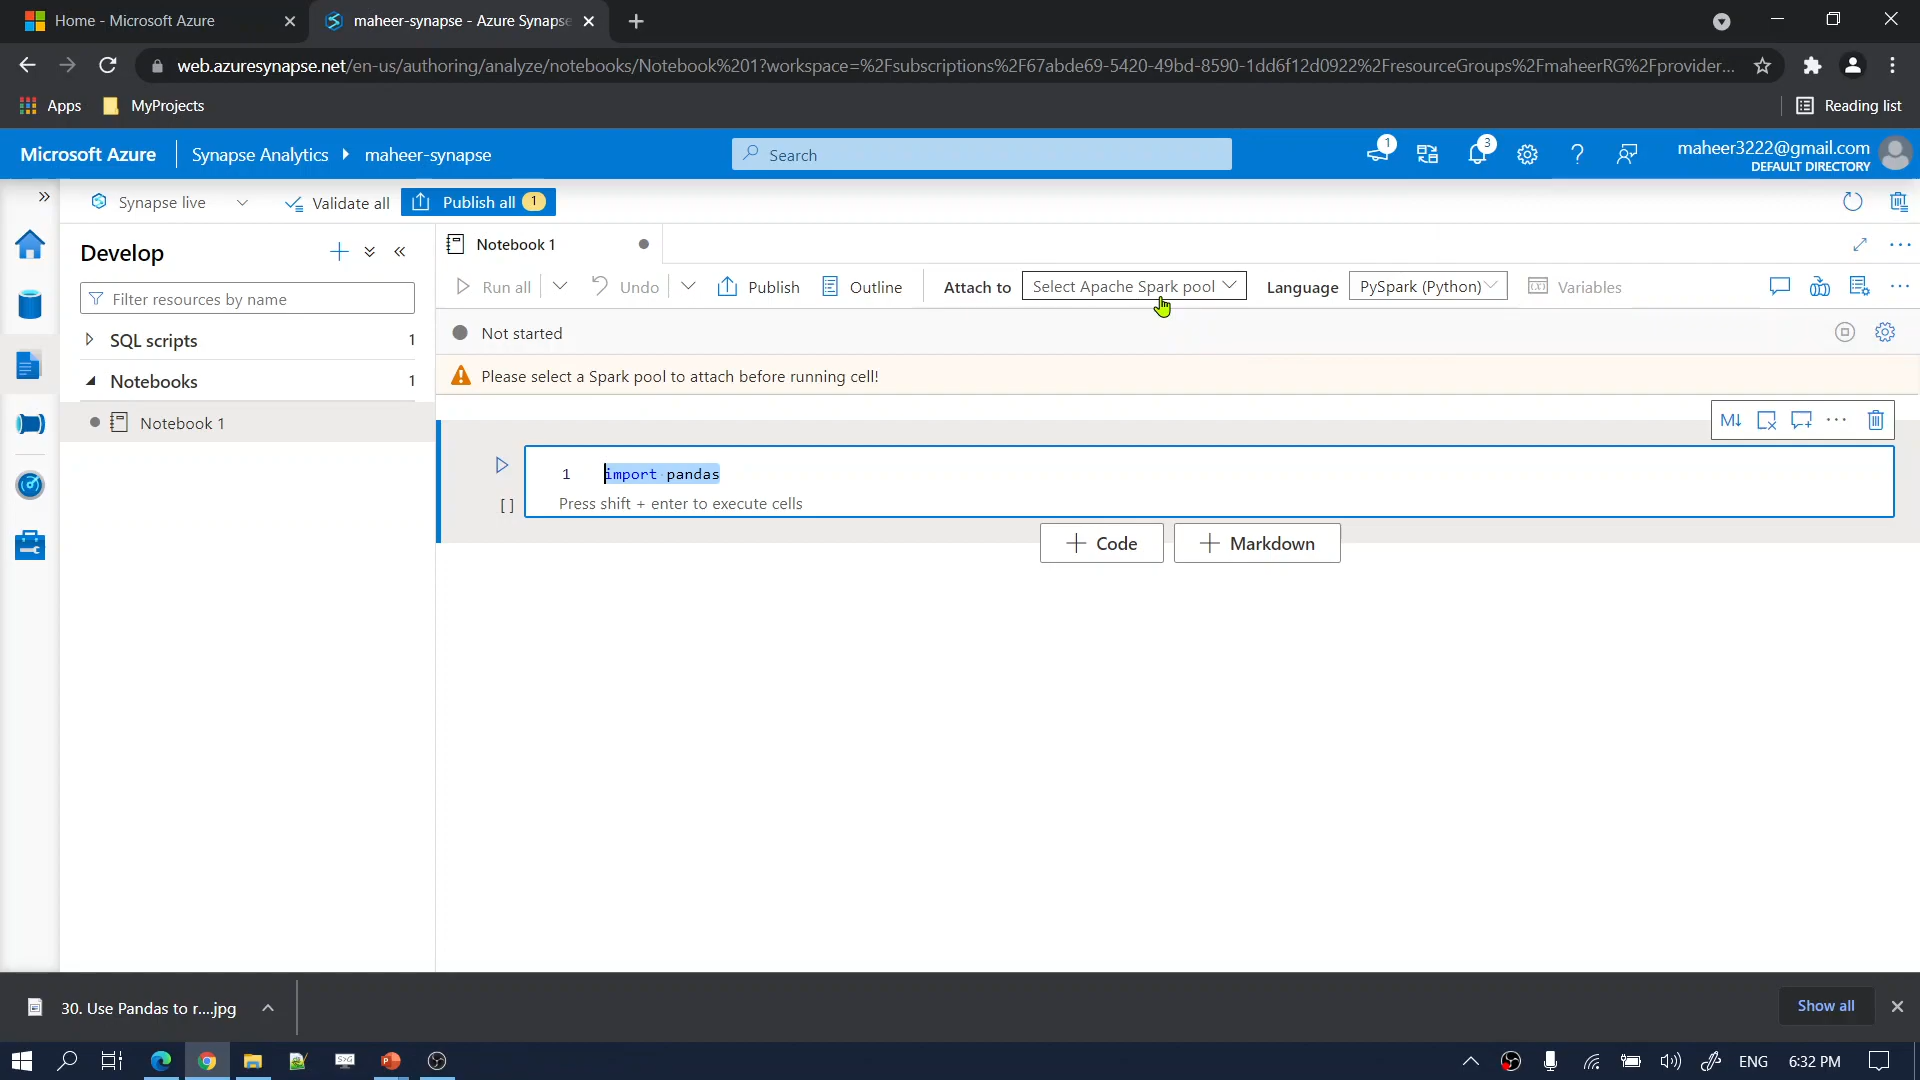 Home - Microsoft Azure
maheer-synapse - Azure Synapse
web.azuresynapse.net/en-us/authoring/analyze/notebooks/Notebook%201?workspace=%2Fsubscriptions%2F67abde69-5420-49bd-8590-1dd6f12d0922%2FresourceGroups%2FmaheerRG%2Fprovider...
Apps
MyProjects
Reading list
Microsoft Azure
Synapse Analytics
maheer-synapse
Search
1
3
maheer3222@gmail.com
DEFAULT DIRECTORY
Synapse live
Validate all
Publish all 1
Develop
Filter resources by name
SQL scripts 1
Notebooks 1
Notebook 1
Notebook 1
Run all
Undo
Publish
Outline
Attach to
Select Apache Spark pool
Language
PySpark (Python)
Variables
Not started
Please select a Spark pool to attach before running cell!
M↓
1 import pandas
[ ]
Press shift + enter to execute cells
+ Code
+ Markdown
30. Use Pandas to r....jpg
Show all
ENG
6:32 PM